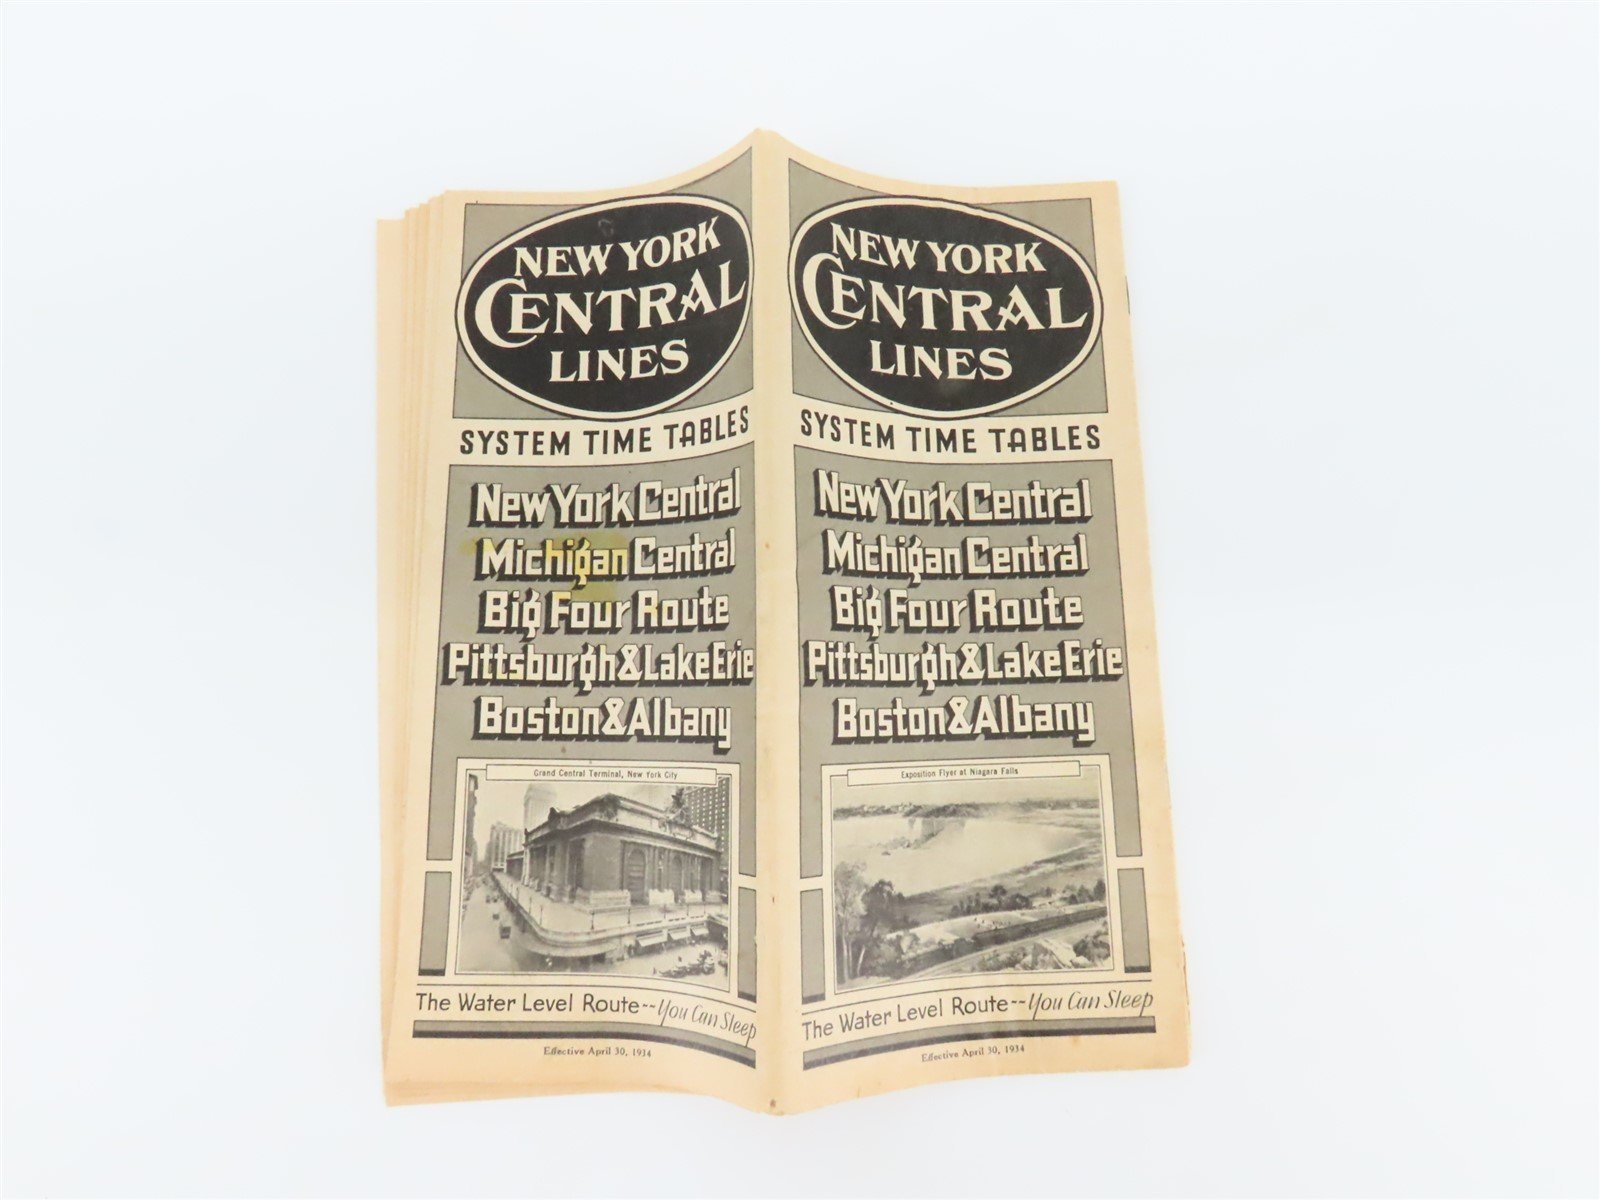 NEW YORK
CENTRAL
LINES
SYSTEM TIME TABLES
New York Central
Michigan Central
Big Four Route
Pittsburgh & Lake Erie
Boston & Albany
Grand Central Terminal, New York City
The Water Level Route--You Can Sleep
Effective April 30, 1934
NEW YORK
CENTRAL
LINES
SYSTEM TIME TABLES
New York Central
Michigan Central
Big Four Route
Pittsburgh & Lake Erie
Boston & Albany
Exposition Flyer at Niagara Falls
The Water Level Route--You Can Sleep
Effective April 30, 1934